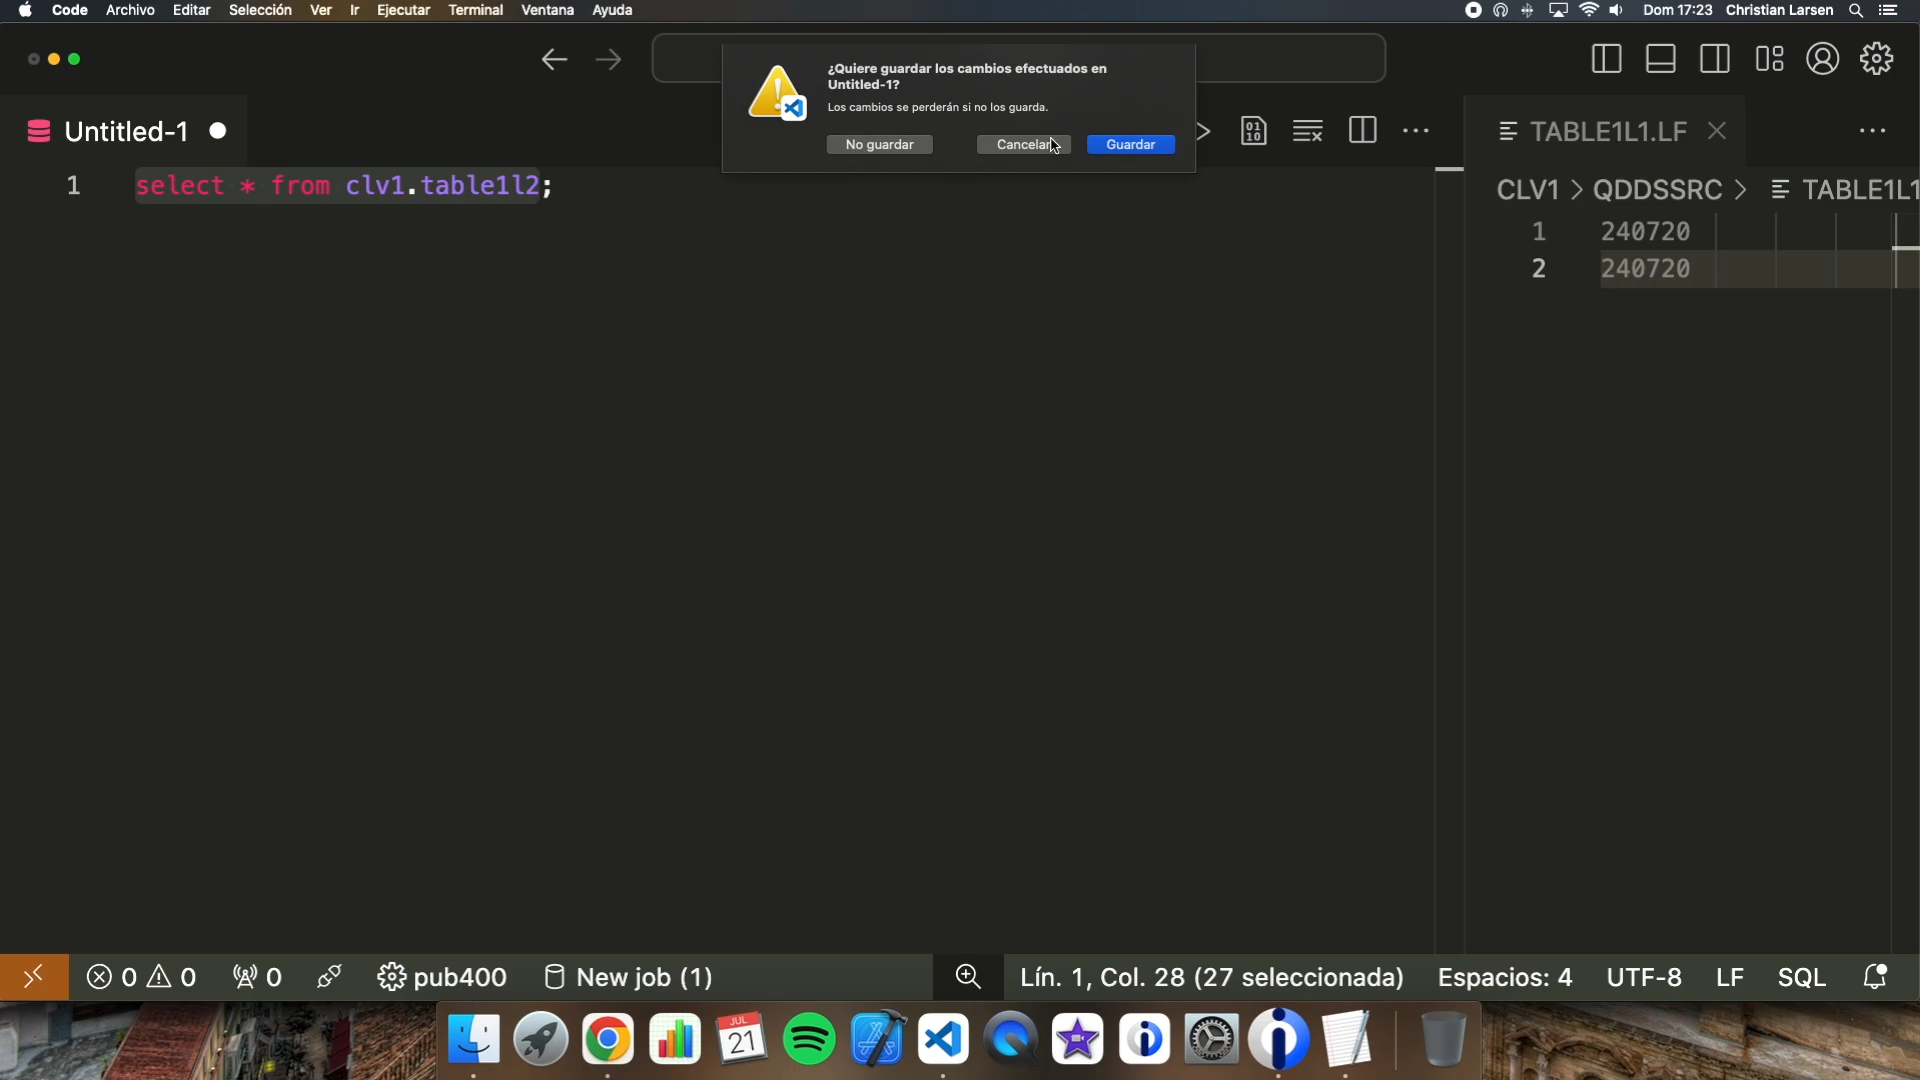 Code Archivo Editar Selección Ver Ir Ejecutar Terminal Ventana Ayuda
Dom 17:23 Christian Larsen
¿Quiere guardar los cambios efectuados en
Untitled-1?
Los cambios se perderán si no los guarda.
No guardar Cancelar Guardar
Untitled-1
1 select * from clv1.table1l2;
TABLE1L1.LF
CLV1 > QDDSSRC > TABLE1L1
1 240720
2 240720
0 0 0 pub400 New job (1)
Lín. 1, Col. 28 (27 seleccionada) Espacios: 4 UTF-8 LF SQL
JUL
21